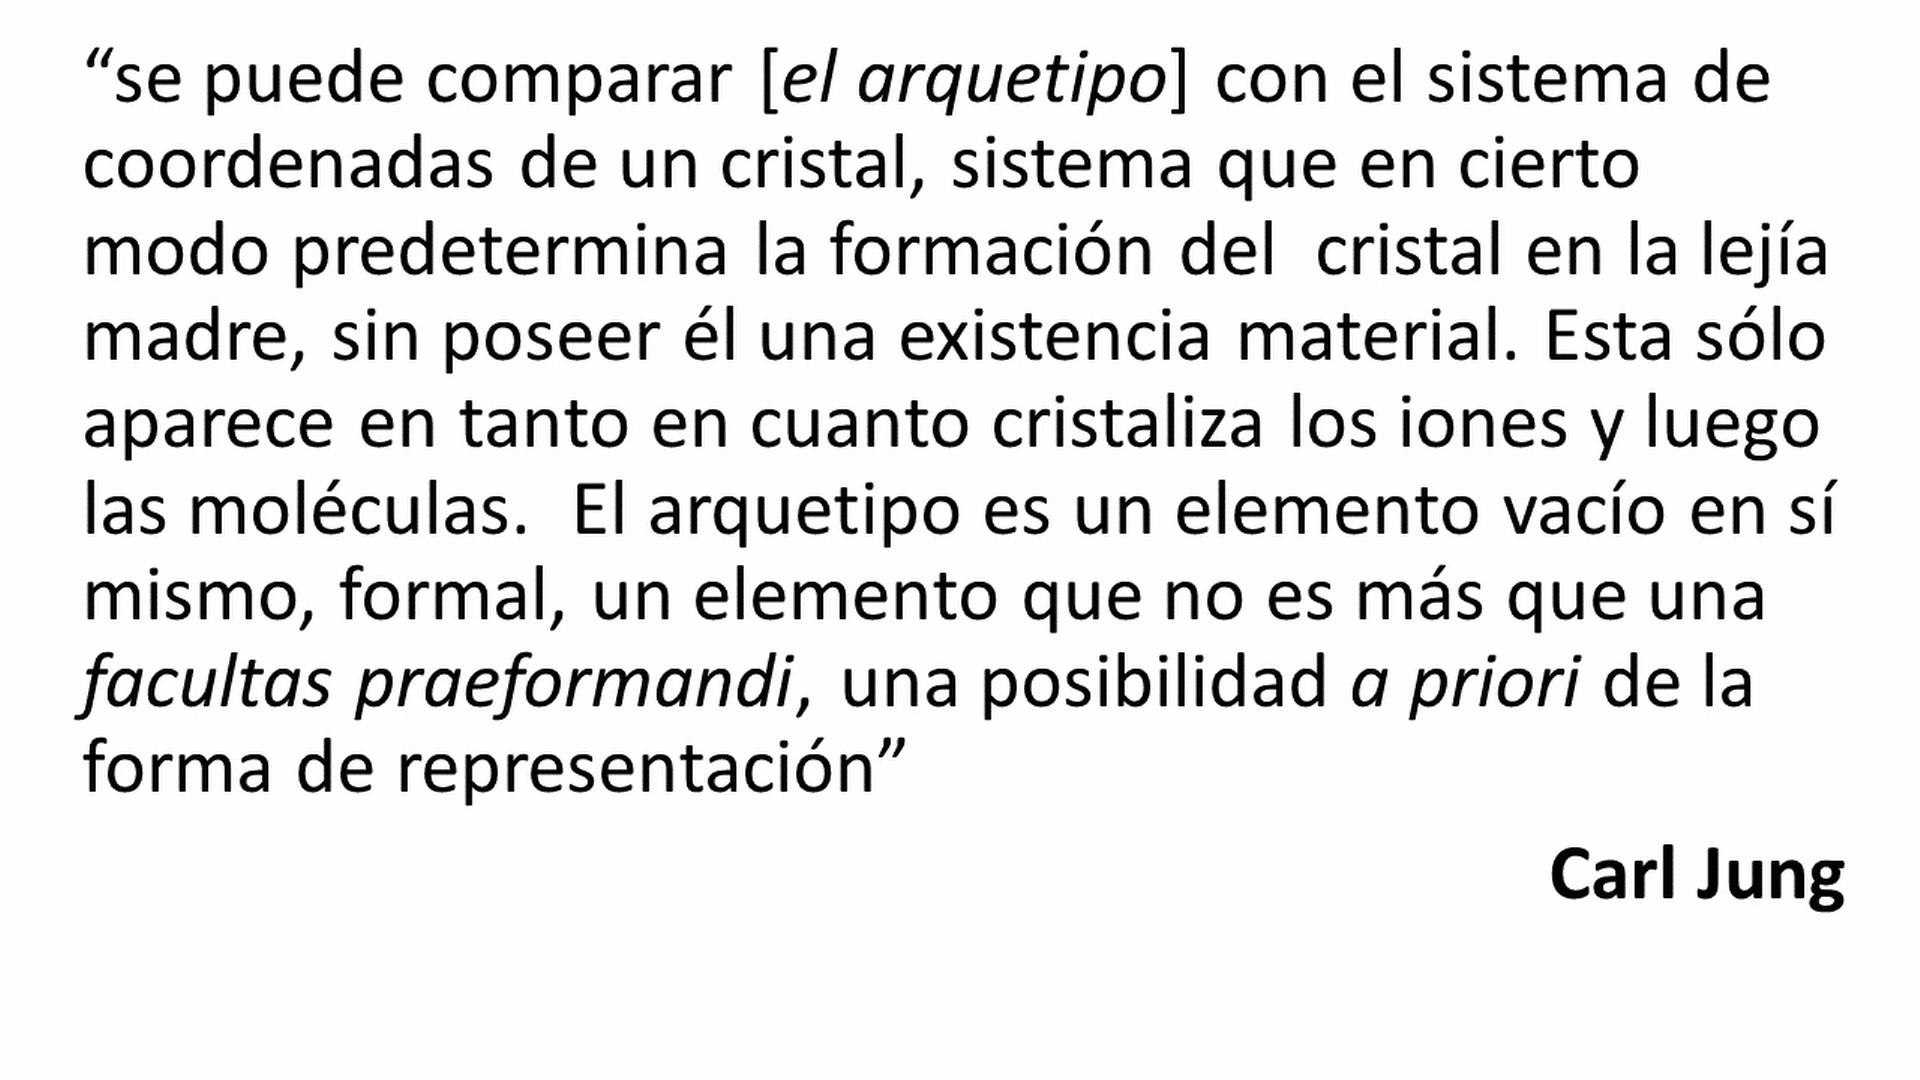 “se puede comparar [el arquetipo] con el sistema de
coordenadas de un cristal, sistema que en cierto
modo predetermina la formación del  cristal en la lejía
madre, sin poseer él una existencia material. Esta sólo
aparece en tanto en cuanto cristaliza los iones y luego
las moléculas.  El arquetipo es un elemento vacío en sí
mismo, formal, un elemento que no es más que una
facultas praeformandi, una posibilidad a priori de la
forma de representación”
Carl Jung